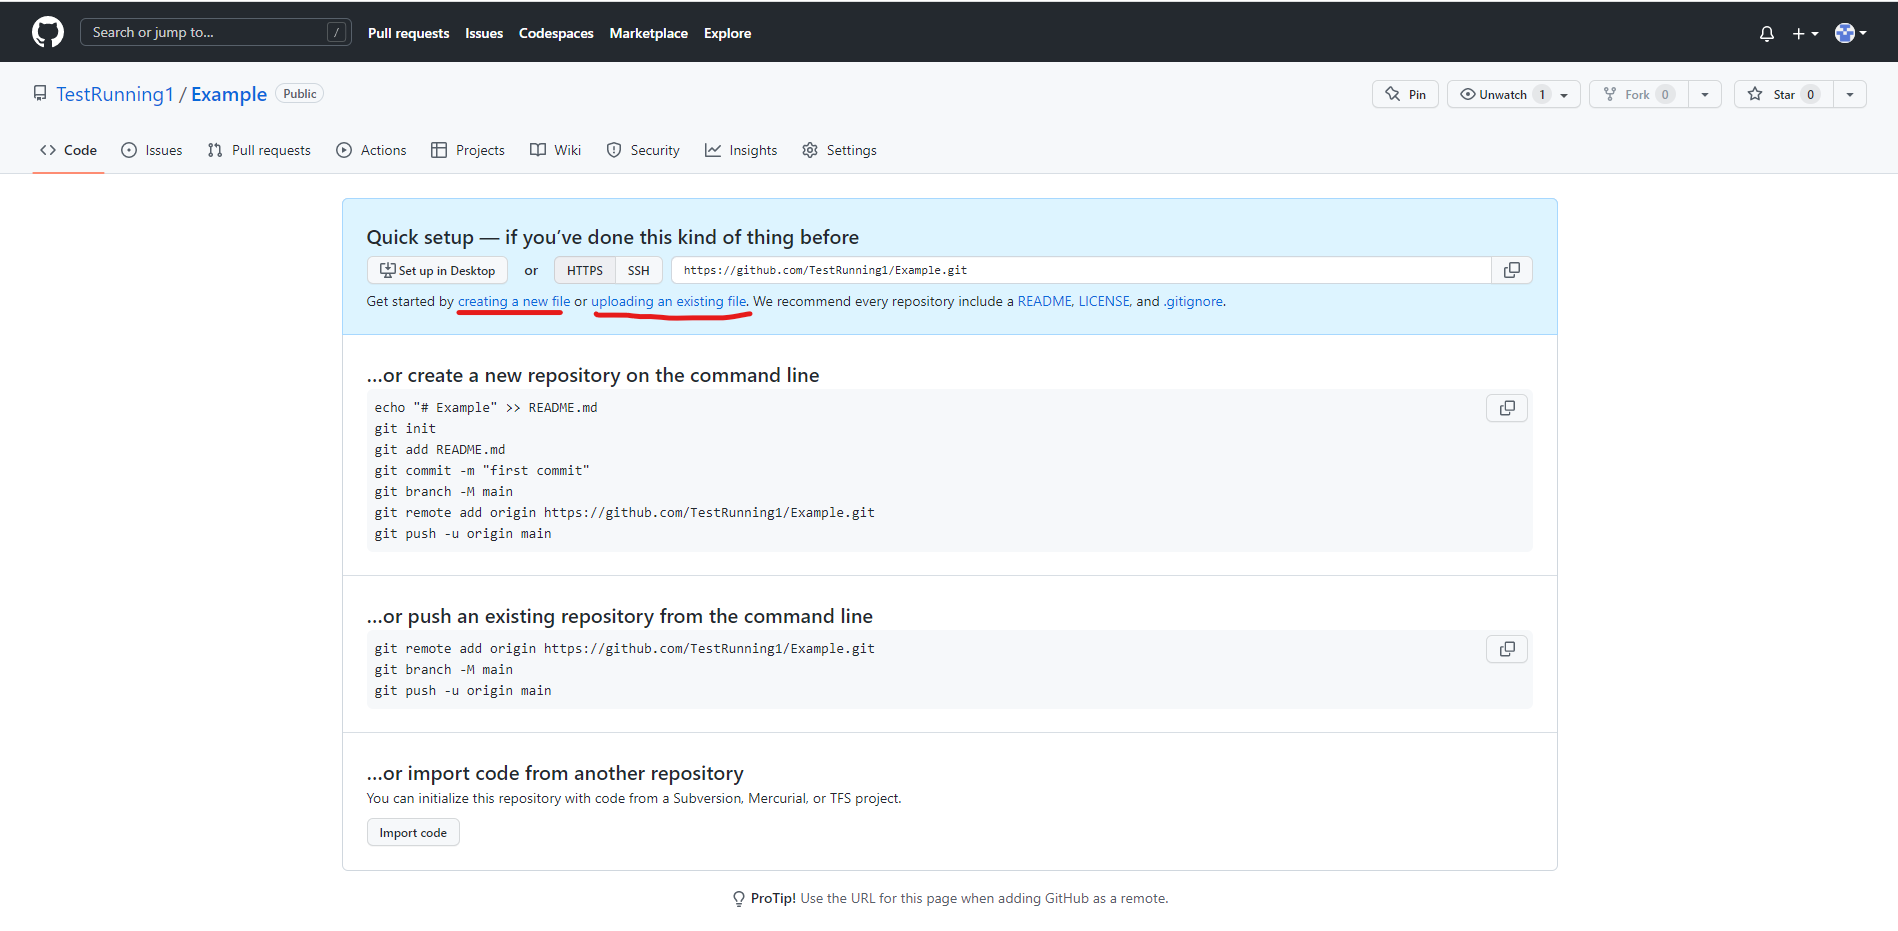 Search or jump to... / Pull requests Issues Codespaces Marketplace Explore
TestRunning1 / Example Public Pin Unwatch 1 Fork 0 Star 0
Code Issues Pull requests Actions Projects Wiki Security Insights Settings
Quick setup — if you’ve done this kind of thing before
Set up in Desktop or HTTPS SSH https://github.com/TestRunning1/Example.git
Get started by creating a new file or uploading an existing file. We recommend every repository include a README, LICENSE, and .gitignore.
…or create a new repository on the command line
echo "# Example" >> README.md
git init
git add README.md
git commit -m "first commit"
git branch -M main
git remote add origin https://github.com/TestRunning1/Example.git
git push -u origin main
…or push an existing repository from the command line
git remote add origin https://github.com/TestRunning1/Example.git
git branch -M main
git push -u origin main
…or import code from another repository
You can initialize this repository with code from a Subversion, Mercurial, or TFS project.
Import code
ProTip! Use the URL for this page when adding GitHub as a remote.